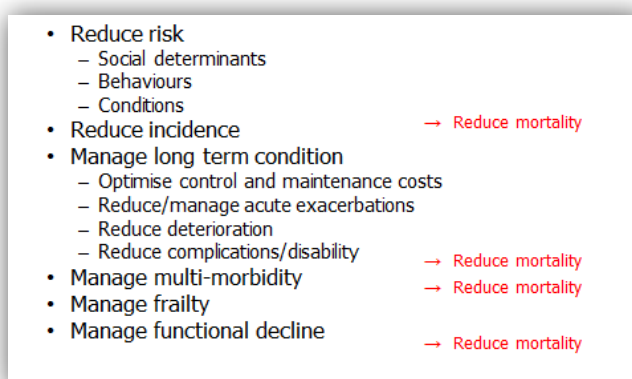 • Reduce risk
– Social determinants
– Behaviours
– Conditions
• Reduce incidence → Reduce mortality
• Manage long term condition
– Optimise control and maintenance costs
– Reduce/manage acute exacerbations
– Reduce deterioration
– Reduce complications/disability → Reduce mortality
• Manage multi-morbidity → Reduce mortality
• Manage frailty
• Manage functional decline → Reduce mortality